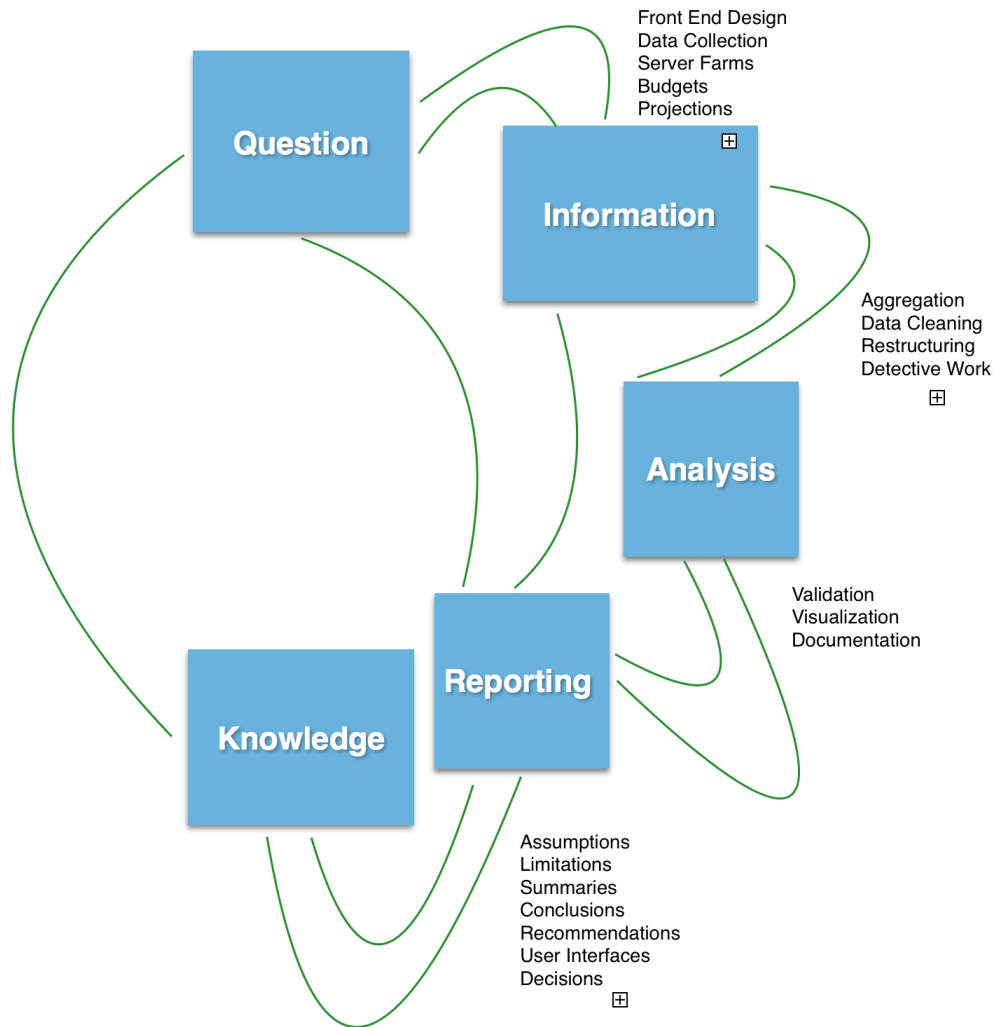 Front End Design
Data Collection
Server Farms
Budgets
Projections
Question
Information
Aggregation
Data Cleaning
Restructuring
Detective Work
Analysis
Validation
Visualization
Documentation
Reporting
Knowledge
Assumptions
Limitations
Summaries
Conclusions
Recommendations
User Interfaces
Decisions